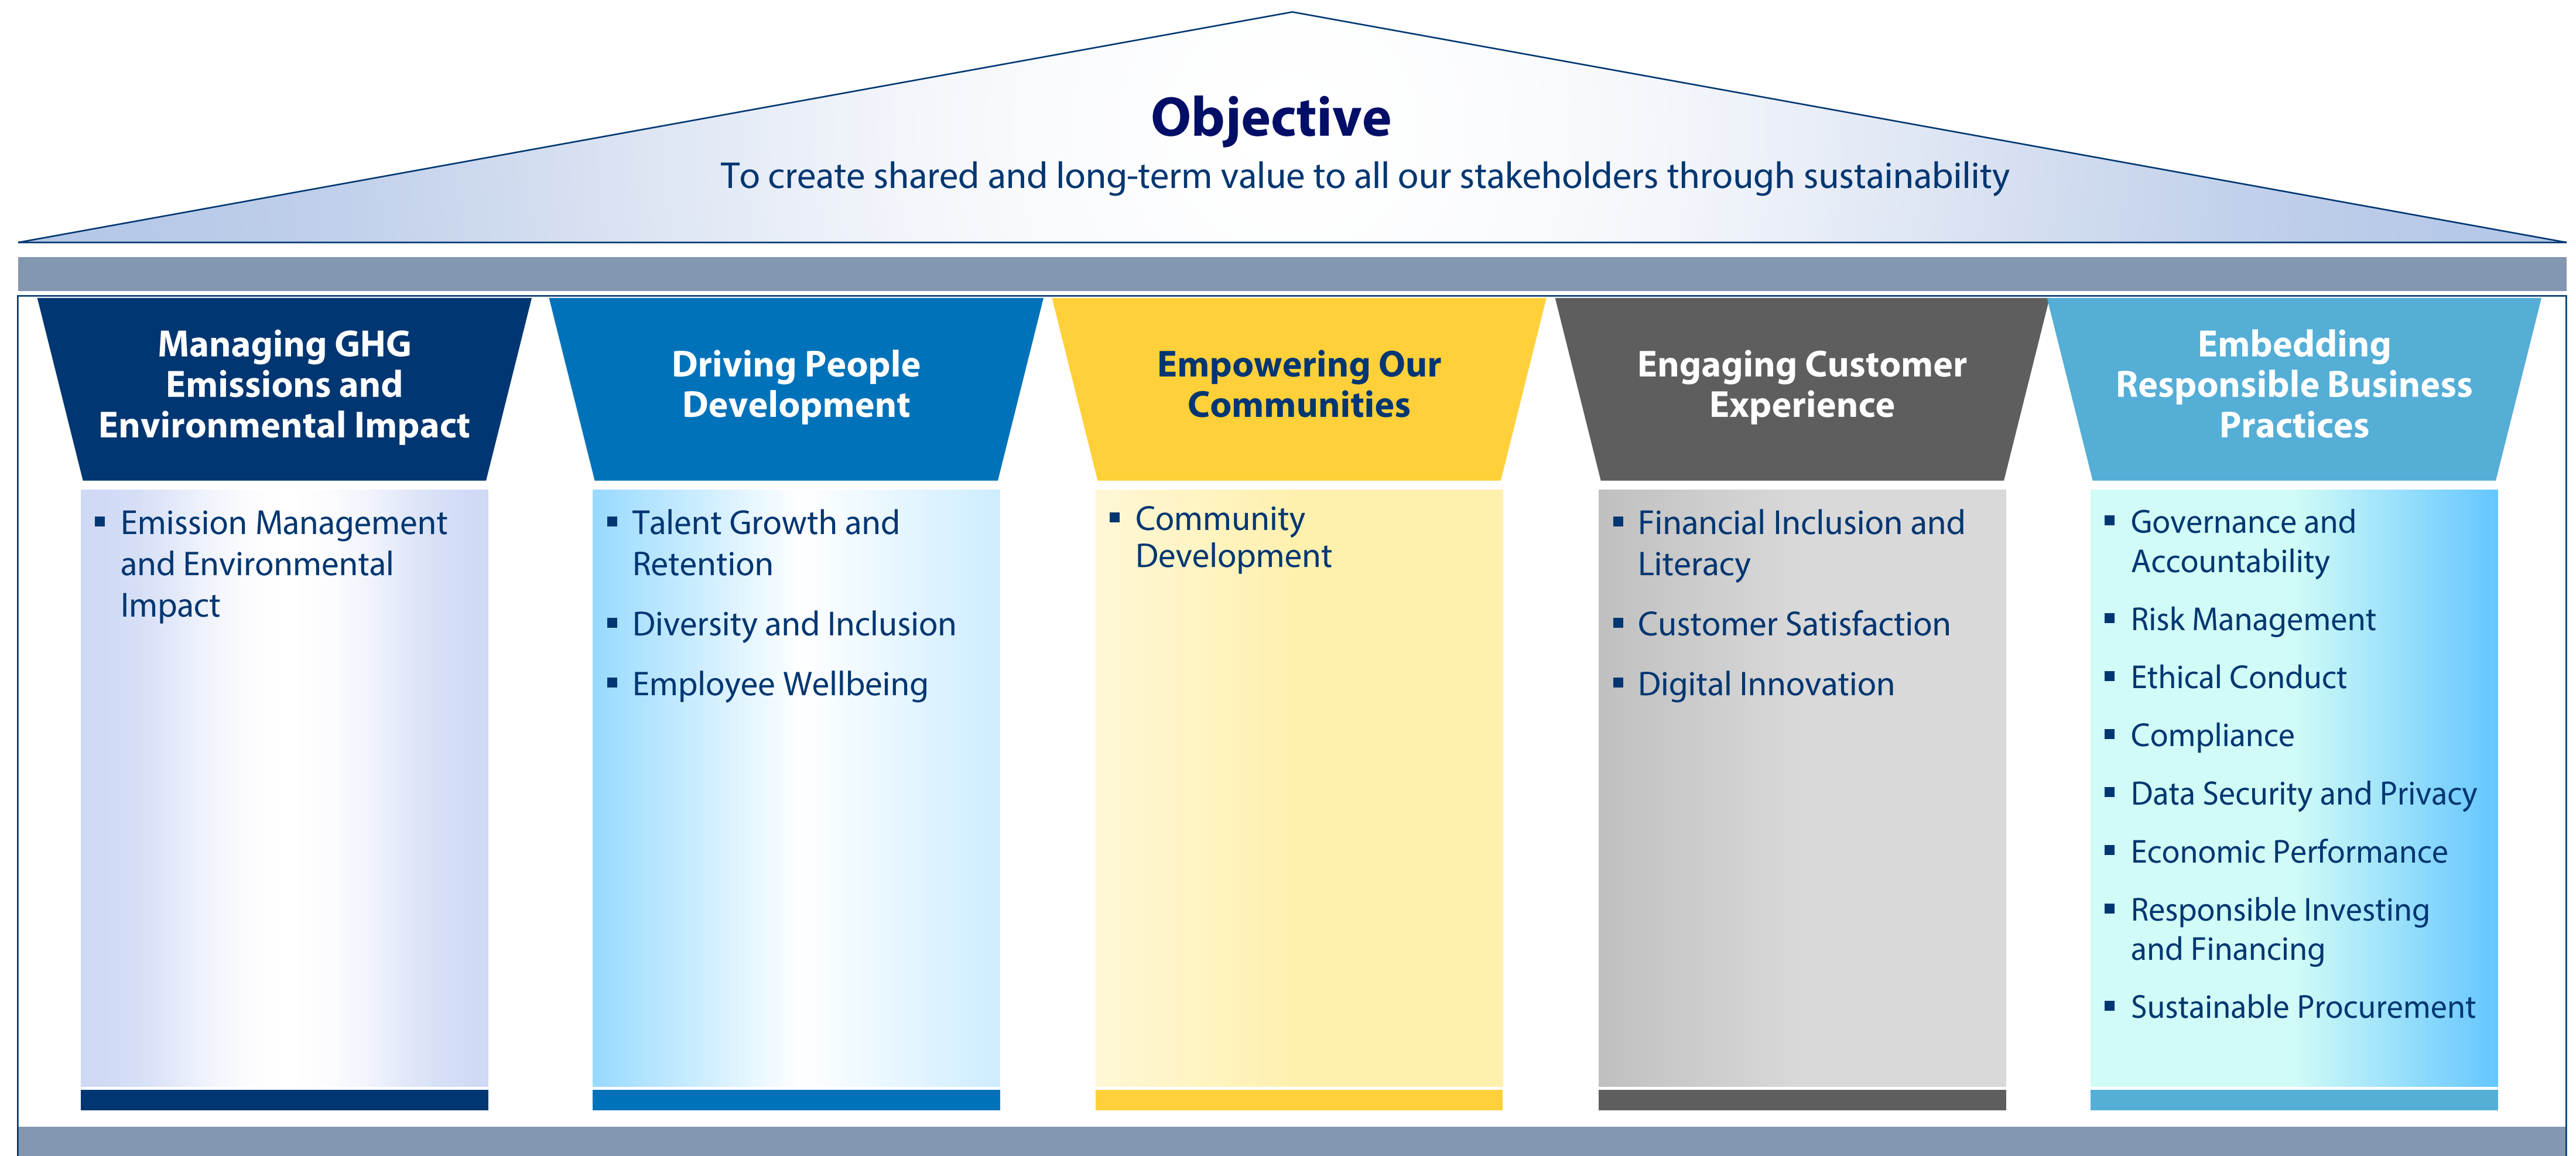 Objective
To create shared and long-term value to all our stakeholders through sustainability
Managing GHG
Emissions and
Environmental Impact
▪ Emission Management
and Environmental
Impact
Driving People
Development
▪ Talent Growth and
Retention
▪ Diversity and Inclusion
▪ Employee Wellbeing
Empowering Our
Communities
▪ Community
Development
Engaging Customer
Experience
▪ Financial Inclusion and
Literacy
▪ Customer Satisfaction
▪ Digital Innovation
Embedding
Responsible Business
Practices
▪ Governance and
Accountability
▪ Risk Management
▪ Ethical Conduct
▪ Compliance
▪ Data Security and Privacy
▪ Economic Performance
▪ Responsible Investing
and Financing
▪ Sustainable Procurement